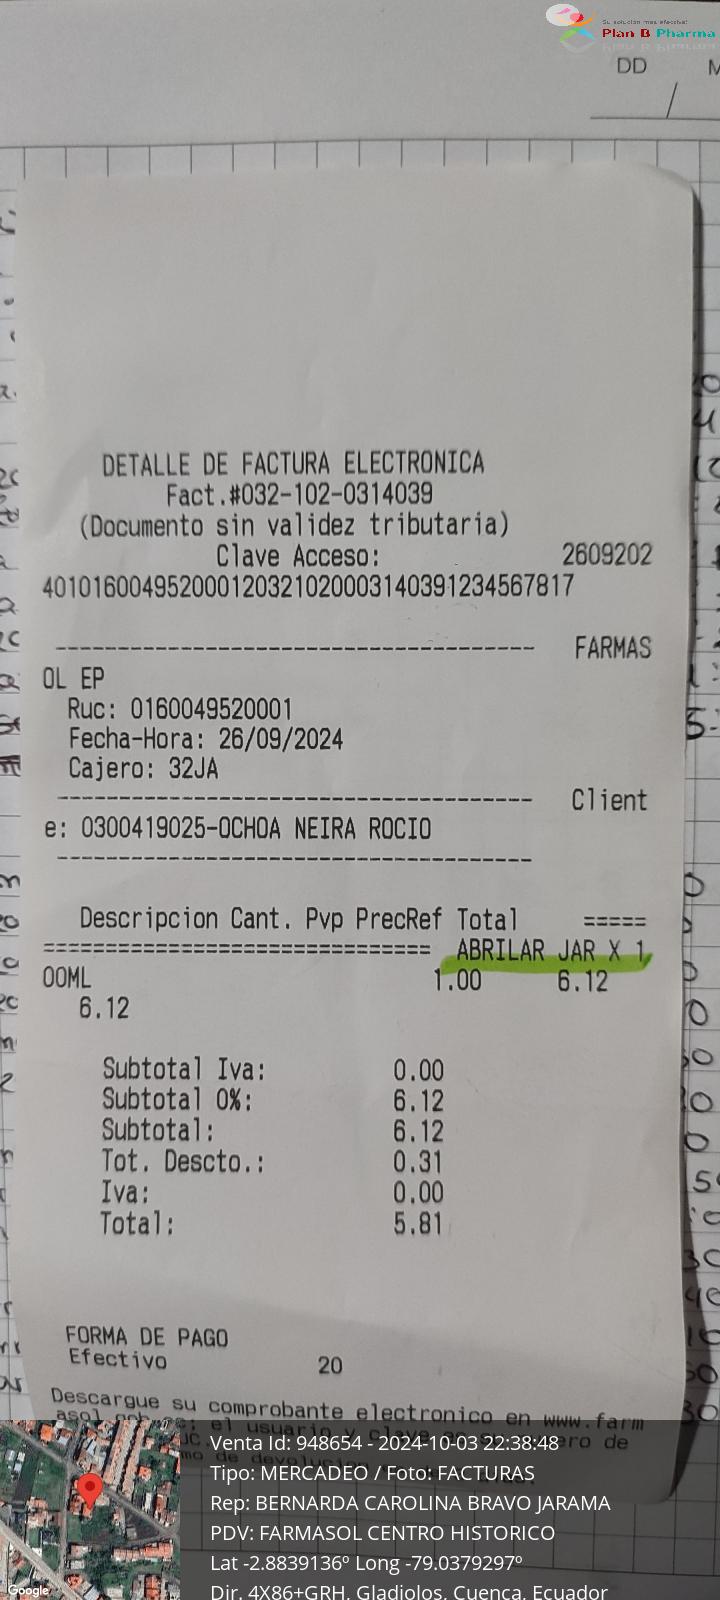 Su solución más efectiva!
Plan B Pharma
DD
M
/
DETALLE DE FACTURA ELECTRONICA
Fact.#032-102-0314039
(Documento sin validez tributaria)
Clave Acceso: 2609202
401016004952000120321020003140391234567817
------------------------------------- FARMAS
OL EP
Ruc: 0160049520001
Fecha-Hora: 26/09/2024
Cajero: 32JA
------------------------------------- Client
e: 0300419025-OCHOA NEIRA ROCIO
-------------------------------------
Descripcion Cant. Pvp PrecRef Total =====
=============================== ABRILAR JAR X 1
00ML 1.00 6.12
6.12
Subtotal Iva: 0.00
Subtotal 0%: 6.12
Subtotal: 6.12
Tot. Descto.: 0.31
Iva: 0.00
Total: 5.81
FORMA DE PAGO
Efectivo 20
Descargue su comprobante electronico en www.farm
Venta Id: 948654 - 2024-10-03 22:38:48
Tipo: MERCADEO / Foto: FACTURAS
Rep: BERNARDA CAROLINA BRAVO JARAMA
PDV: FARMASOL CENTRO HISTORICO
Lat -2.8839136º Long -79.0379297º
Dir. 4X86+GRH, Gladiolos, Cuenca, Ecuador
Google